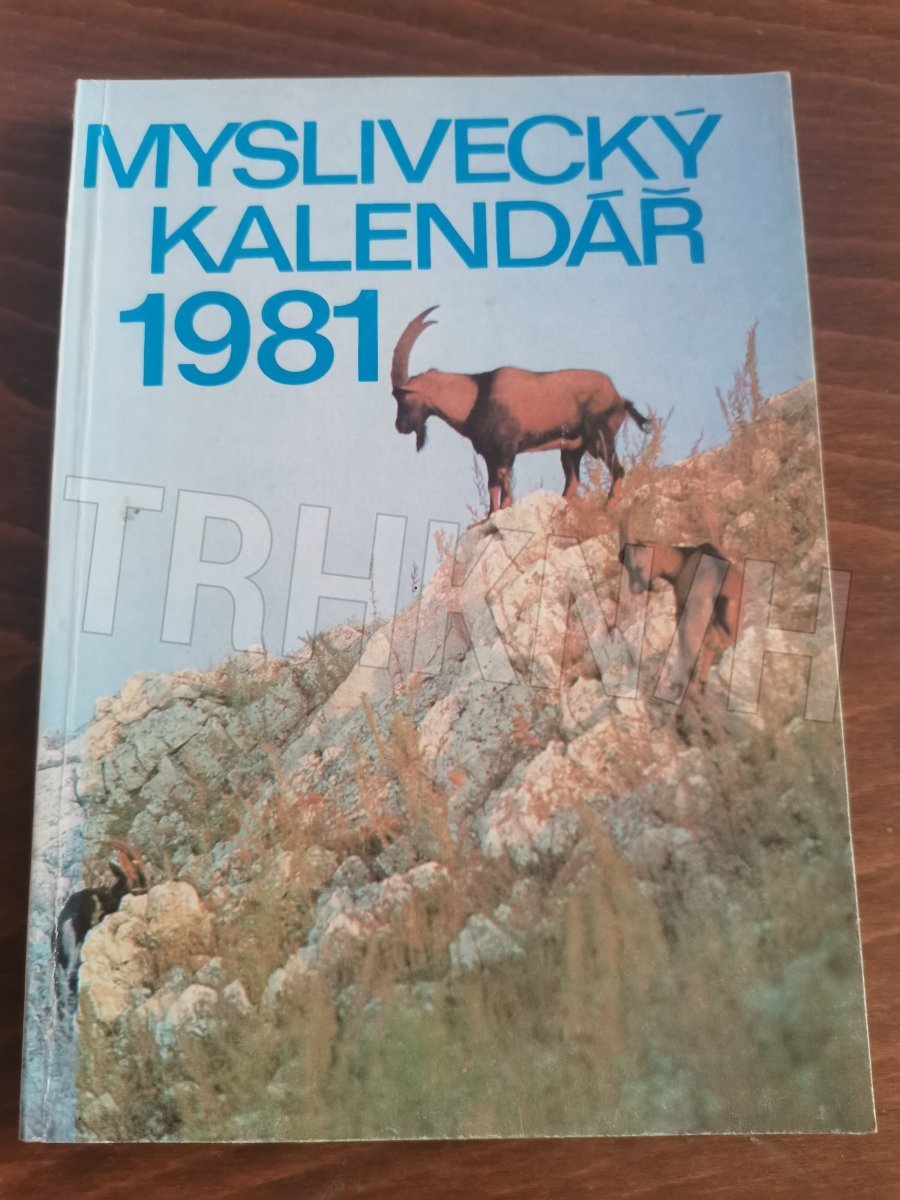 MYSLIVECKÝ
KALENDÁŘ
1981
TRHKNIH